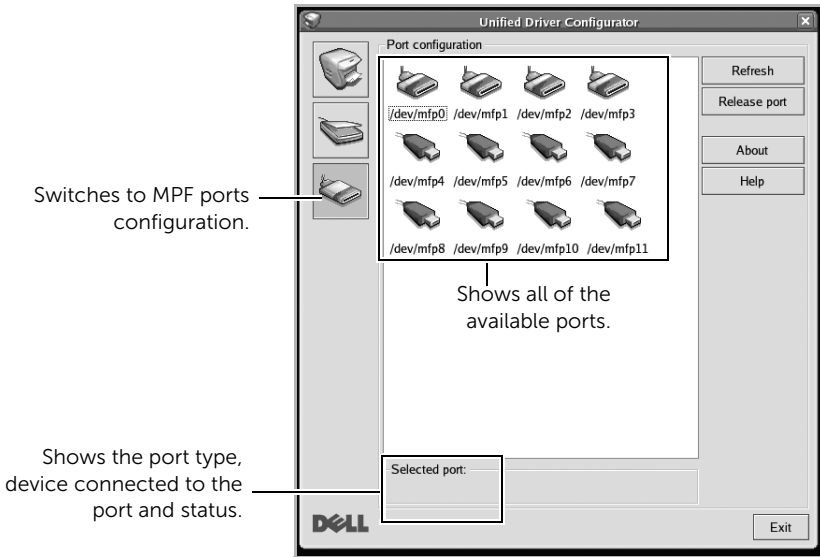 Unified Driver Configurator
Port configuration
/dev/mfp0 /dev/mfp1 /dev/mfp2 /dev/mfp3
/dev/mfp4 /dev/mfp5 /dev/mfp6 /dev/mfp7
/dev/mfp8 /dev/mfp9 /dev/mfp10 /dev/mfp11
Refresh
Release port
About
Help
Switches to MPF ports
configuration.
Shows all of the
available ports.
Shows the port type,
device connected to the
port and status.
Selected port:
DELL
Exit